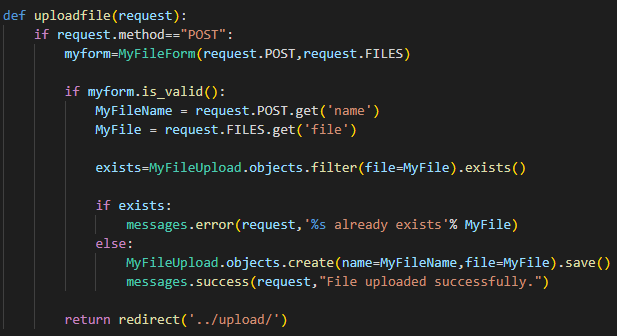 def uploadfile(request):
if request.method=="POST":
myform=MyFileForm(request.POST,request.FILES)
if myform.is_valid():
MyFileName = request.POST.get('name')
MyFile = request.FILES.get('file')
exists=MyFileUpload.objects.filter(file=MyFile).exists()
if exists:
messages.error(request,'%s already exists'% MyFile)
else:
MyFileUpload.objects.create(name=MyFileName,file=MyFile).save()
messages.success(request,"File uploaded successfully.")
return redirect('../upload/')